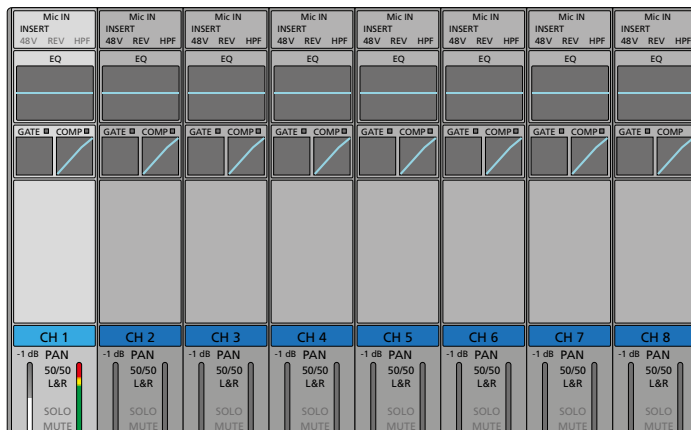 Mic IN Mic IN Mic IN Mic IN Mic IN Mic IN Mic IN Mic IN
INSERT INSERT INSERT INSERT INSERT INSERT INSERT INSERT
48V REV HPF 48V REV HPF 48V REV HPF 48V REV HPF 48V REV HPF 48V REV HPF 48V REV HPF 48V REV HPF
EQ EQ EQ EQ EQ EQ EQ EQ
GATE COMP GATE COMP GATE COMP GATE COMP GATE COMP GATE COMP GATE COMP GATE COMP
CH 1 CH 2 CH 3 CH 4 CH 5 CH 6 CH 7 CH 8
-1 dB PAN -1 dB PAN -1 dB PAN -1 dB PAN -1 dB PAN -1 dB PAN -1 dB PAN -1 dB PAN
50/50 50/50 50/50 50/50 50/50 50/50 50/50 50/50
L&R L&R L&R L&R L&R L&R L&R L&R
SOLO SOLO SOLO SOLO SOLO SOLO SOLO SOLO
MUTE MUTE MUTE MUTE MUTE MUTE MUTE MUTE